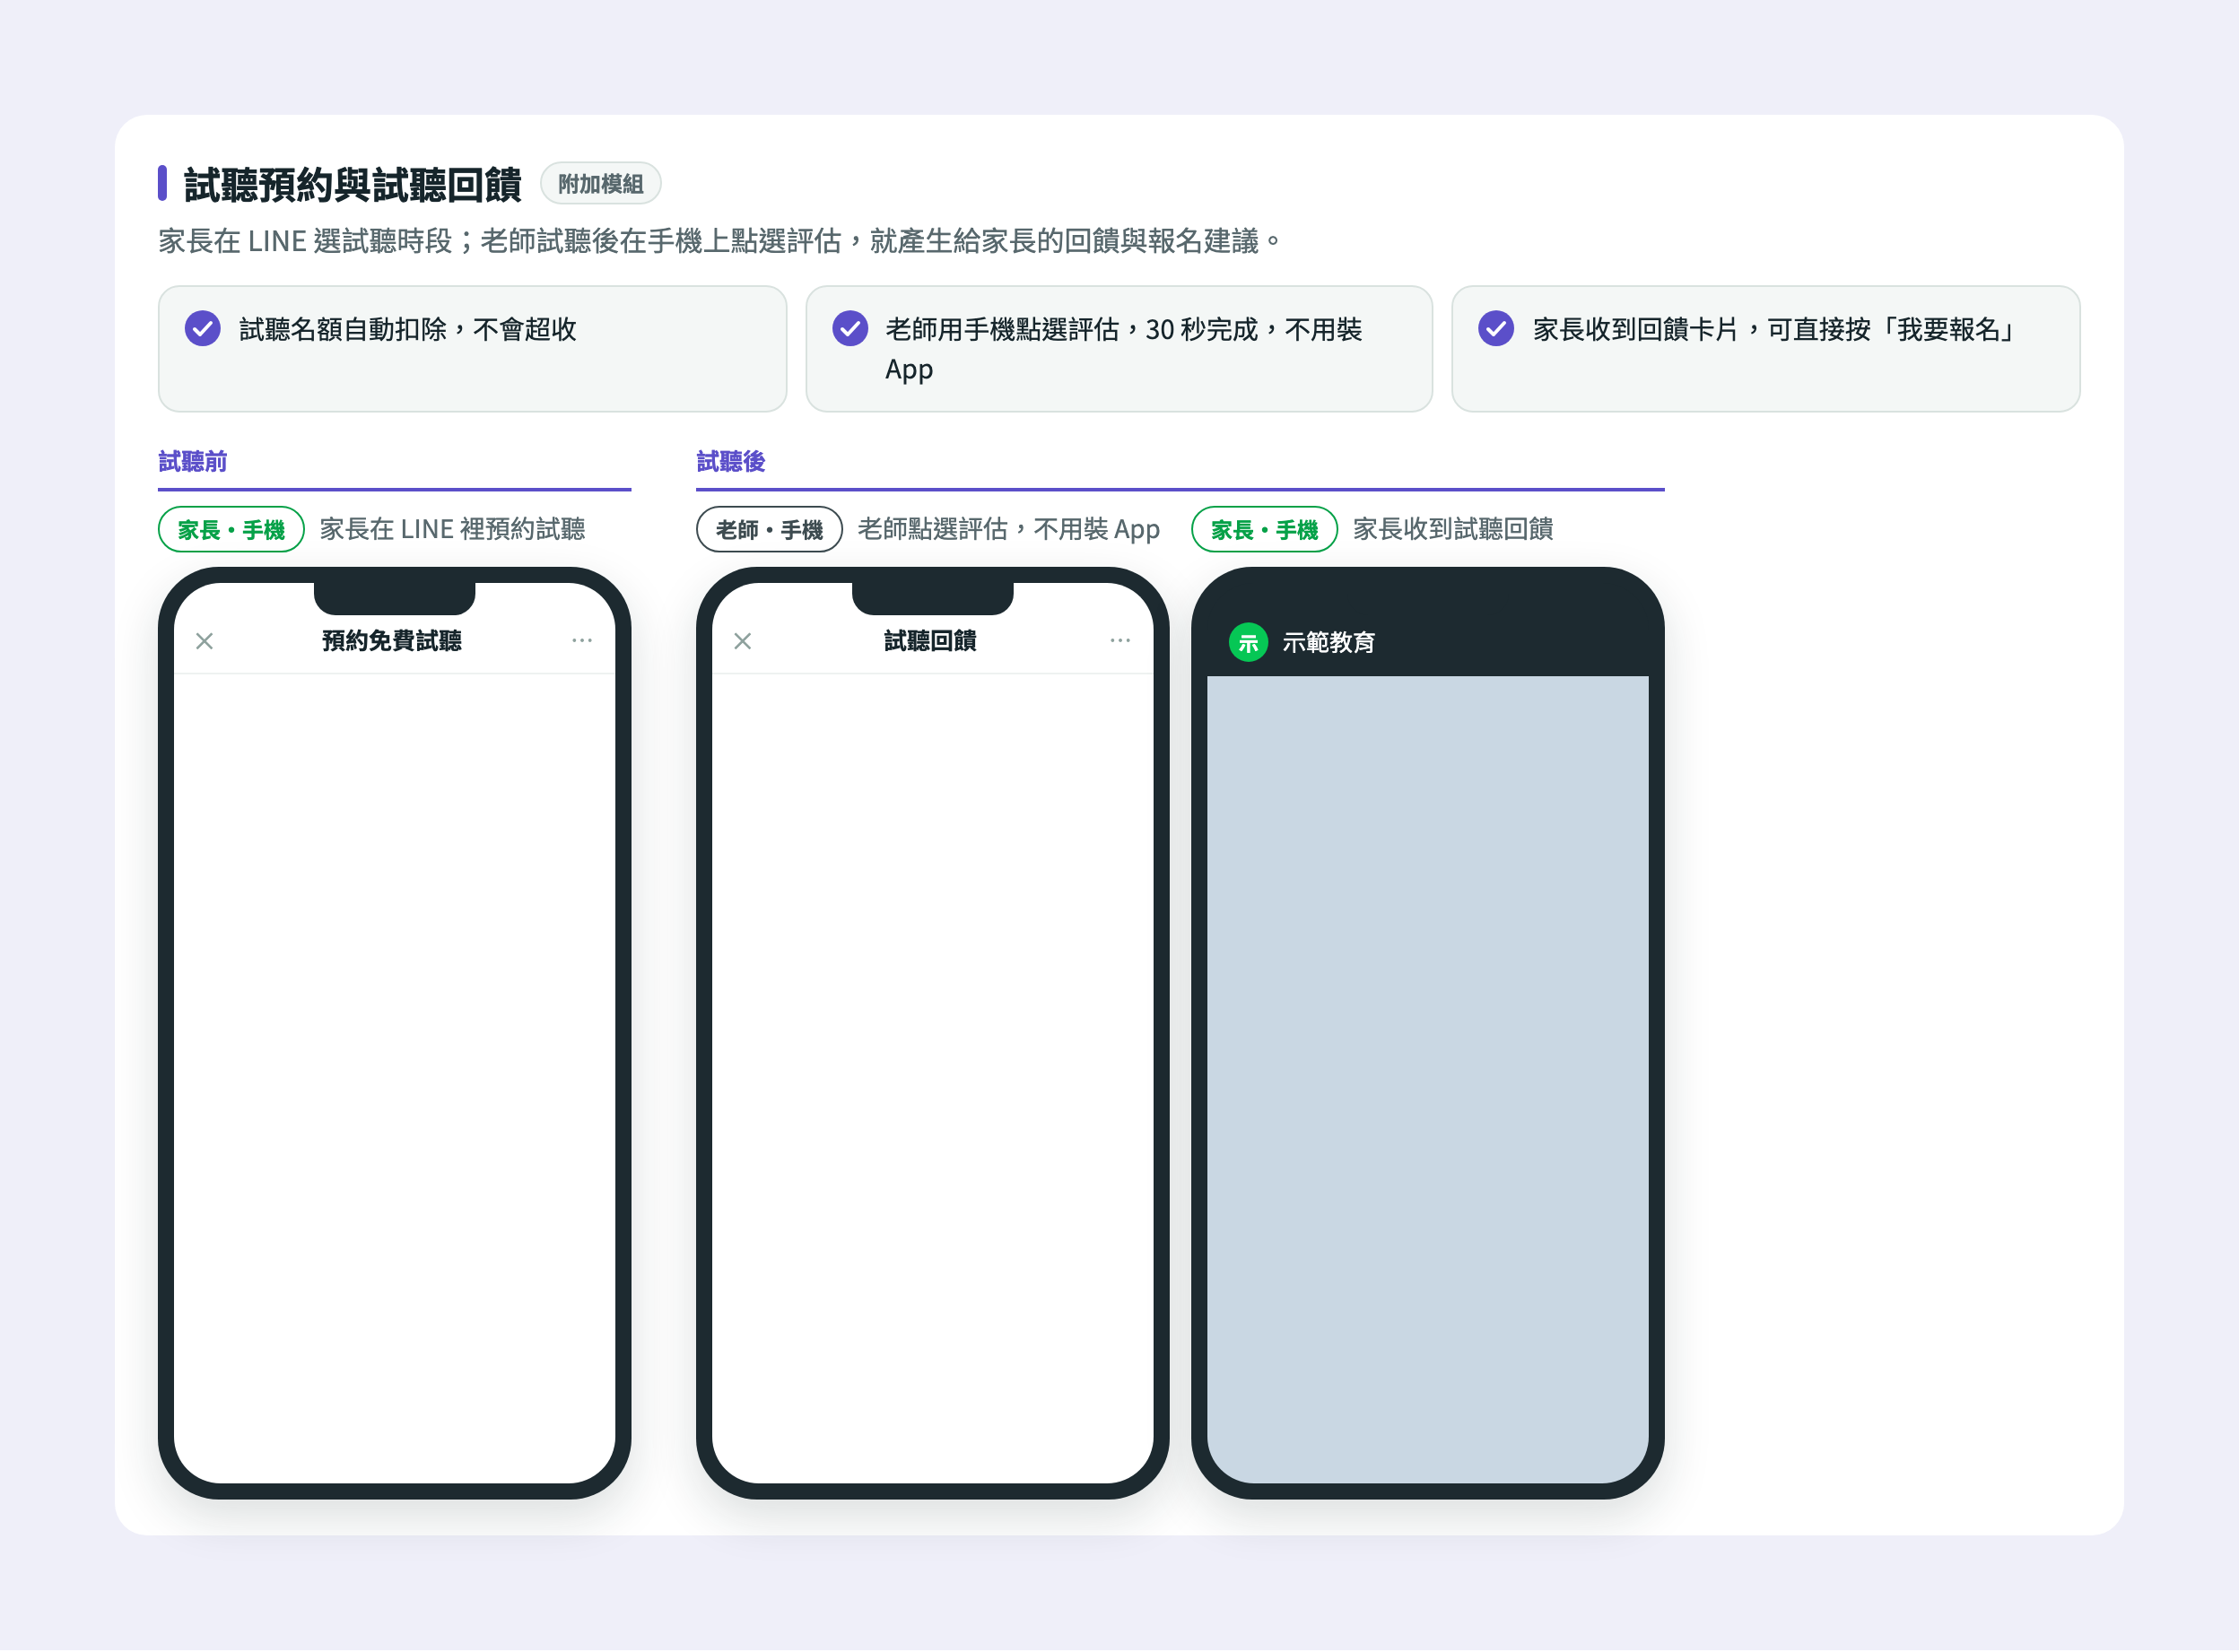 試聽預約與試聽回饋 附加模組
家長在 LINE 選試聽時段；老師試聽後在手機上點選評估，就產生給家長的回饋與報名建議。
試聽名額自動扣除，不會超收
老師用手機點選評估，30 秒完成，不用裝
App
家長收到回饋卡片，可直接按「我要報名」
試聽前
家長・手機 家長在 LINE 裡預約試聽
預約免費試聽
試聽後
老師・手機 老師點選評估，不用裝 App
試聽回饋
家長・手機 家長收到試聽回饋
示 示範教育